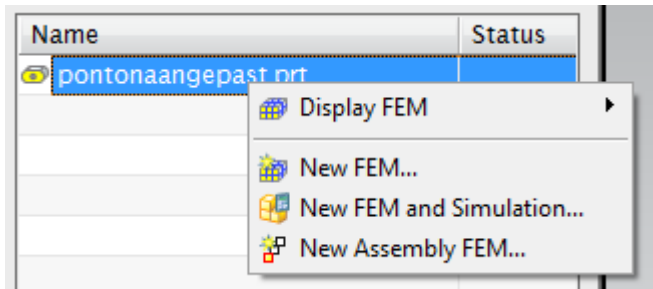 Name Status
pontonaangepast.prt
Display FEM
New FEM...
New FEM and Simulation...
New Assembly FEM...